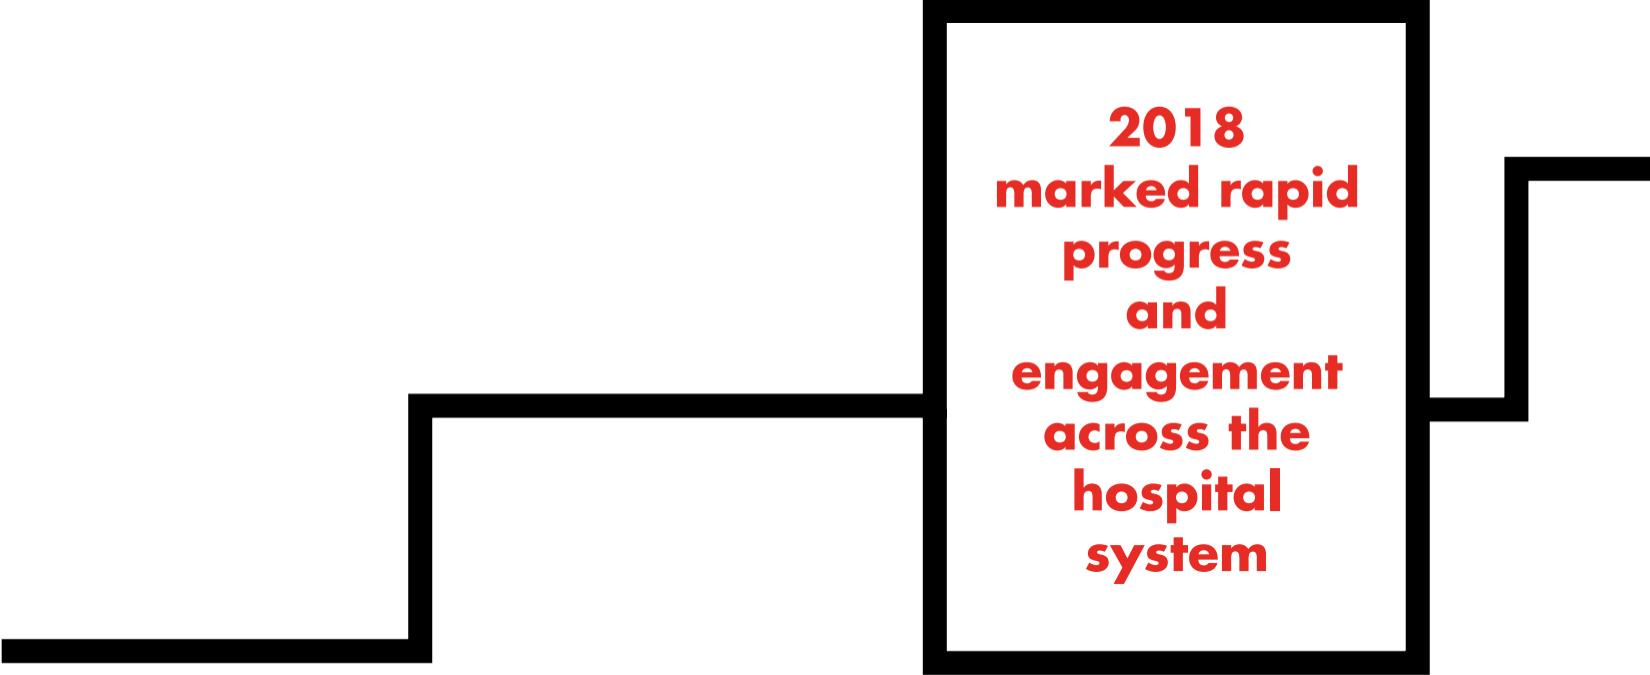 2018
marked rapid
progress
and
engagement
across the
hospital
system